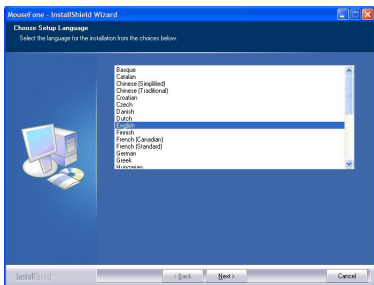 MouseFone - InstallShield Wizard
Choose Setup Language
Select the language for the installation from the choices below.
Basque
Catalan
Chinese (Simplified)
Chinese (Traditional)
Croatian
Czech
Danish
Dutch
English
Finnish
French (Canadian)
French (Standard)
German
Greek
Hungarian
InstallShield
< Back
Next >
Cancel